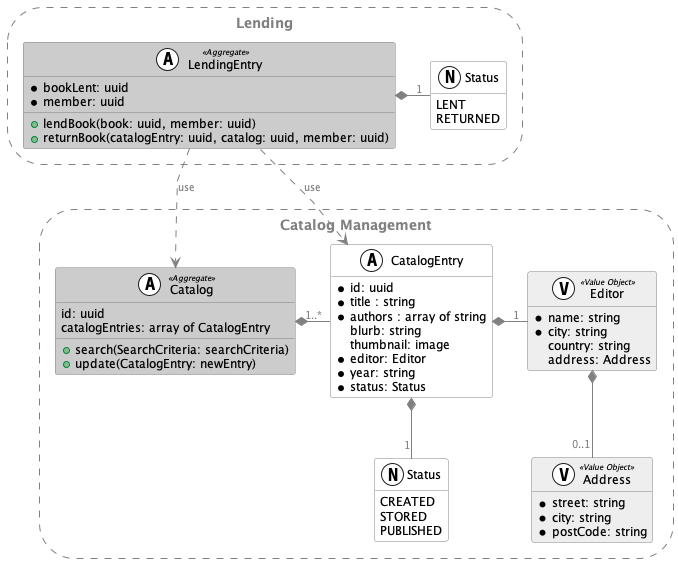 Lending
A
«Aggregate»
LendingEntry
bookLent: uuid
member: uuid
lendBook(book: uuid, member: uuid)
returnBook(catalogEntry: uuid, catalog: uuid, member: uuid)
1
N Status
LENT
RETURNED
use
use
Catalog Management
A
«Aggregate»
Catalog
id: uuid
catalogEntries: array of CatalogEntry
search(SearchCriteria: searchCriteria)
update(CatalogEntry: newEntry)
1..*
A CatalogEntry
id: uuid
title : string
authors : array of string
blurb: string
thumbnail: image
editor: Editor
year: string
status: Status
1
V
«Value Object»
Editor
name: string
city: string
country: string
address: Address
1
0..1
N Status
CREATED
STORED
PUBLISHED
V
«Value Object»
Address
street: string
city: string
postCode: string